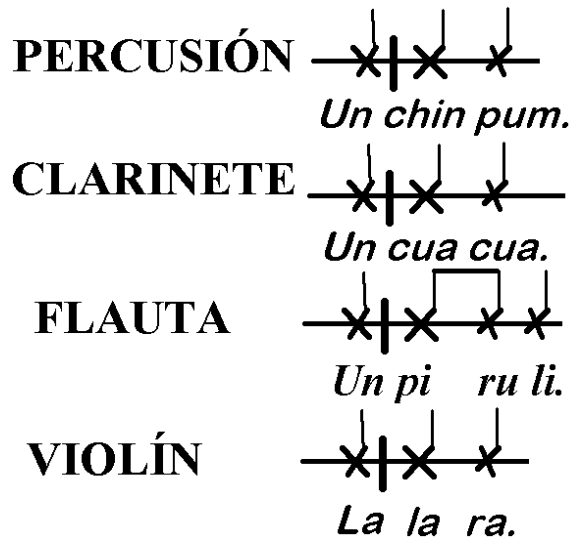 PERCUSIÓN
Un chin pum.
CLARINETE
Un cua cua.
FLAUTA
Un pi ru li.
VIOLÍN
La la ra.